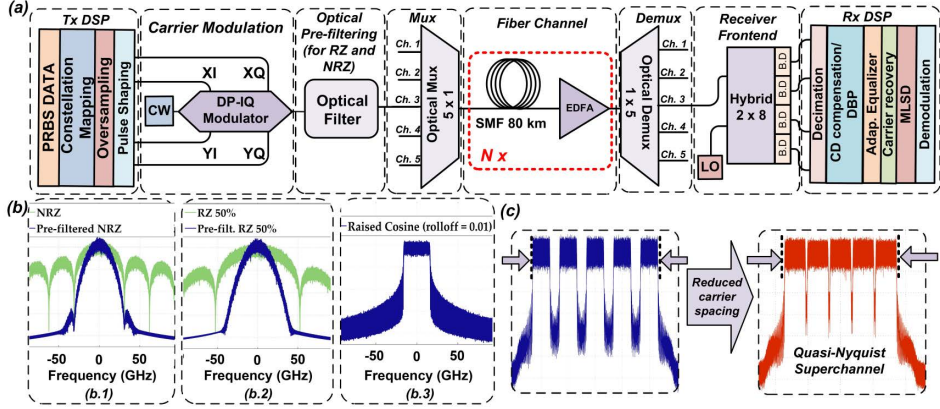 (a)
Tx DSP
PRBS DATA
Constellation
Mapping
Oversampling
Pulse Shaping
Carrier Modulation
XI XQ
CW
DP-IQ
Modulator
YI YQ
Optical
Pre-filtering
(for RZ and
NRZ)
Optical
Filter
Mux
Ch. 1
Ch. 2
Ch. 3
Ch. 4
Ch. 5
Optical Mux
5 x 1
Fiber Channel
SMF 80 km
EDFA
N x
Demux
Optical Demux
1 x 5
Ch. 1
Ch. 2
Ch. 3
Ch. 4
Ch. 5
Receiver
Frontend
LO
Hybrid
2 x 8
B.D
B.D
B.D
B.D
Rx DSP
Decimation
CD compensation/
DBP
Adap. Equalizer
Carrier recovery
MLSD
Demodulation
(b)
NRZ
Pre-filtered NRZ
-50 0 50
Frequency (GHz)
(b.1)
RZ 50%
Pre-filt. RZ 50%
-50 0 50
Frequency (GHz)
(b.2)
Raised Cosine (rolloff = 0.01)
-50 0 50
Frequency (GHz)
(b.3)
(c)
Reduced
carrier
spacing
Quasi-Nyquist
Superchannel